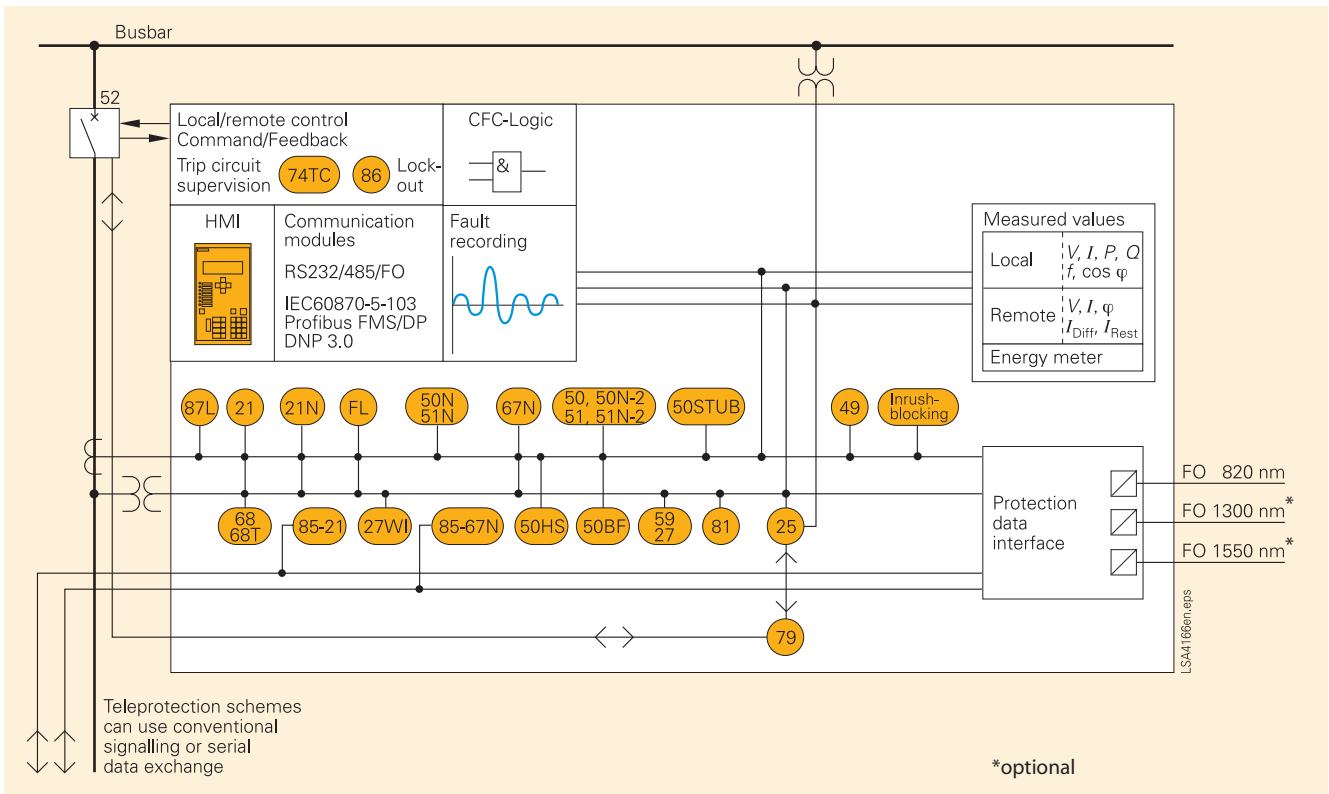 Busbar
52
Local/remote control
Command/Feedback
Trip circuit
supervision
74TC
86
Lock-
out
CFC-Logic
&
HMI
Communication
modules
RS232/485/FO
IEC60870-5-103
Profibus FMS/DP
DNP 3.0
Fault
recording
Measured values
Local
V, I, P, Q
f, cos φ
Remote
V, I, φ
IDiff, IRest
Energy meter
87L
21
21N
FL
50N
51N
67N
50, 50N-2
51, 51N-2
50STUB
49
Inrush-
blocking
68
68T
85-21
27WI
85-67N
50HS
50BF
59
27
81
25
79
Protection
data
interface
FO 820 nm
FO 1300 nm*
FO 1550 nm*
LSA4166en.eps
Teleprotection schemes
can use conventional
signalling or serial
data exchange
*optional